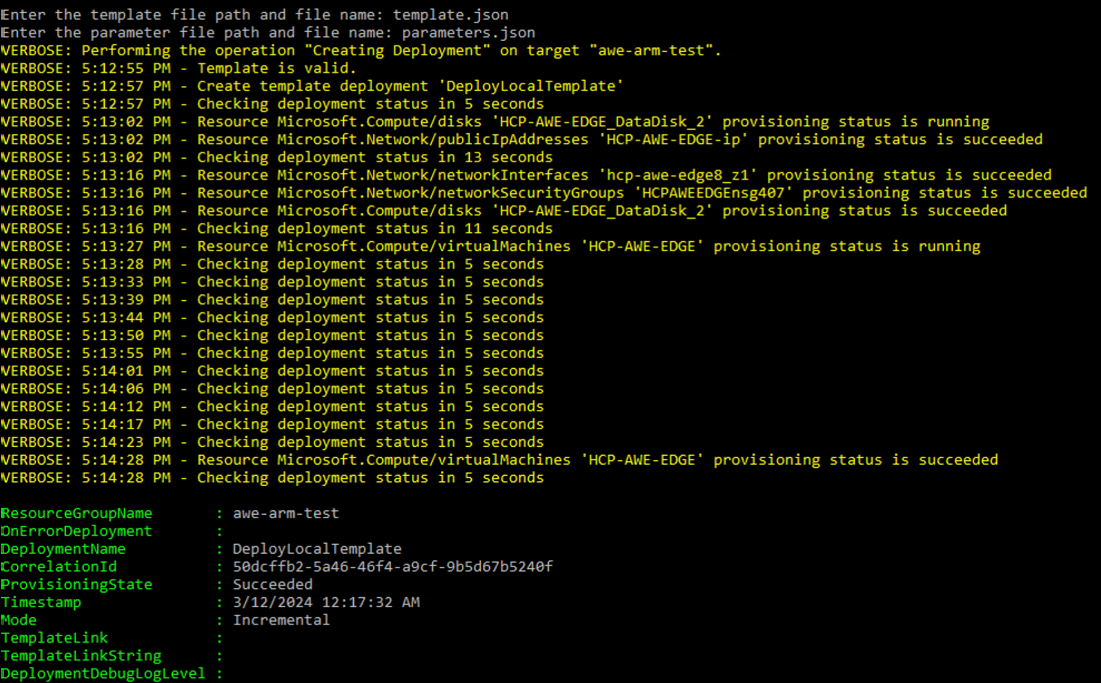 Enter the template file path and file name: template.json
Enter the parameter file path and file name: parameters.json
VERBOSE: Performing the operation "Creating Deployment" on target "awe-arm-test".
VERBOSE: 5:12:55 PM - Template is valid.
VERBOSE: 5:12:57 PM - Create template deployment 'DeployLocalTemplate'
VERBOSE: 5:12:57 PM - Checking deployment status in 5 seconds
VERBOSE: 5:13:02 PM - Resource Microsoft.Compute/disks 'HCP-AWE-EDGE_DataDisk_2' provisioning status is running
VERBOSE: 5:13:02 PM - Resource Microsoft.Network/publicIpAddresses 'HCP-AWE-EDGE-ip' provisioning status is succeeded
VERBOSE: 5:13:02 PM - Checking deployment status in 13 seconds
VERBOSE: 5:13:16 PM - Resource Microsoft.Network/networkInterfaces 'hcp-awe-edge8_z1' provisioning status is succeeded
VERBOSE: 5:13:16 PM - Resource Microsoft.Network/networkSecurityGroups 'HCPAWEEDGEnsg407' provisioning status is succeeded
VERBOSE: 5:13:16 PM - Resource Microsoft.Compute/disks 'HCP-AWE-EDGE_DataDisk_2' provisioning status is succeeded
VERBOSE: 5:13:16 PM - Checking deployment status in 11 seconds
VERBOSE: 5:13:27 PM - Resource Microsoft.Compute/virtualMachines 'HCP-AWE-EDGE' provisioning status is running
VERBOSE: 5:13:28 PM - Checking deployment status in 5 seconds
VERBOSE: 5:13:33 PM - Checking deployment status in 5 seconds
VERBOSE: 5:13:39 PM - Checking deployment status in 5 seconds
VERBOSE: 5:13:44 PM - Checking deployment status in 5 seconds
VERBOSE: 5:13:50 PM - Checking deployment status in 5 seconds
VERBOSE: 5:13:55 PM - Checking deployment status in 5 seconds
VERBOSE: 5:14:01 PM - Checking deployment status in 5 seconds
VERBOSE: 5:14:06 PM - Checking deployment status in 5 seconds
VERBOSE: 5:14:12 PM - Checking deployment status in 5 seconds
VERBOSE: 5:14:17 PM - Checking deployment status in 5 seconds
VERBOSE: 5:14:23 PM - Checking deployment status in 5 seconds
VERBOSE: 5:14:28 PM - Resource Microsoft.Compute/virtualMachines 'HCP-AWE-EDGE' provisioning status is succeeded
VERBOSE: 5:14:28 PM - Checking deployment status in 5 seconds
ResourceGroupName : awe-arm-test
OnErrorDeployment :
DeploymentName : DeployLocalTemplate
CorrelationId : 50dcffb2-5a46-46f4-a9cf-9b5d67b5240f
ProvisioningState : Succeeded
Timestamp : 3/12/2024 12:17:32 AM
Mode : Incremental
TemplateLink :
TemplateLinkString :
DeploymentDebugLogLevel :